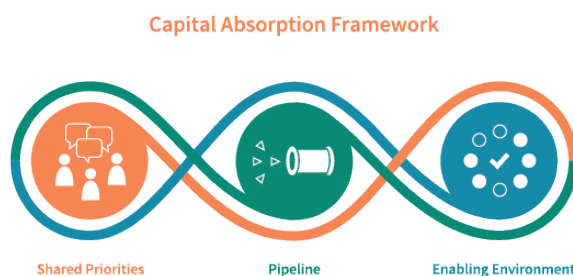 Capital Absorption Framework
Shared Priorities
Pipeline
Enabling Environment